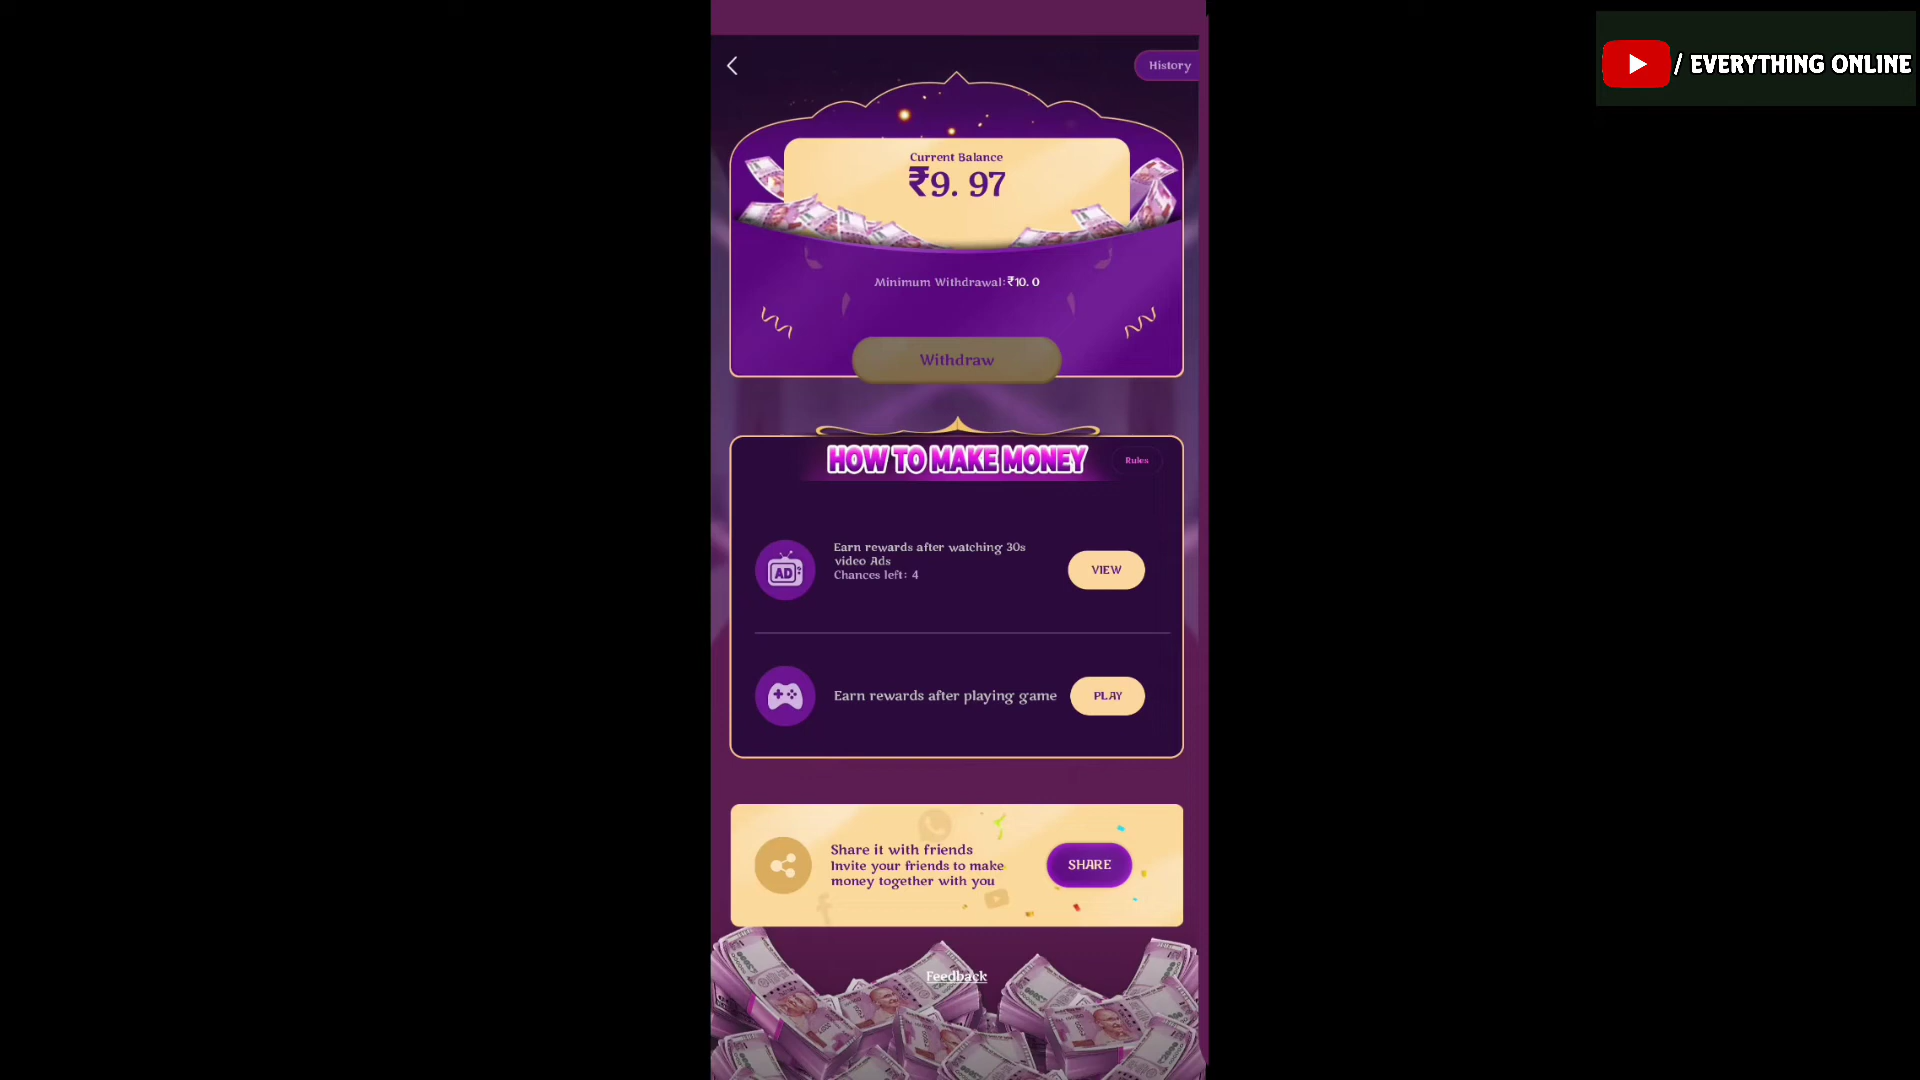 / EVERYTHING ONLINE
History
Current Balance
₹9. 97
Minimum Withdrawal:₹10. 0
Withdraw
HOW TO MAKE MONEY
Rules
AD
Earn rewards after watching 30s
video Ads
Chances left: 4
VIEW
Earn rewards after playing game
PLAY
Share it with friends
Invite your friends to make
money together with you
SHARE
Feedback